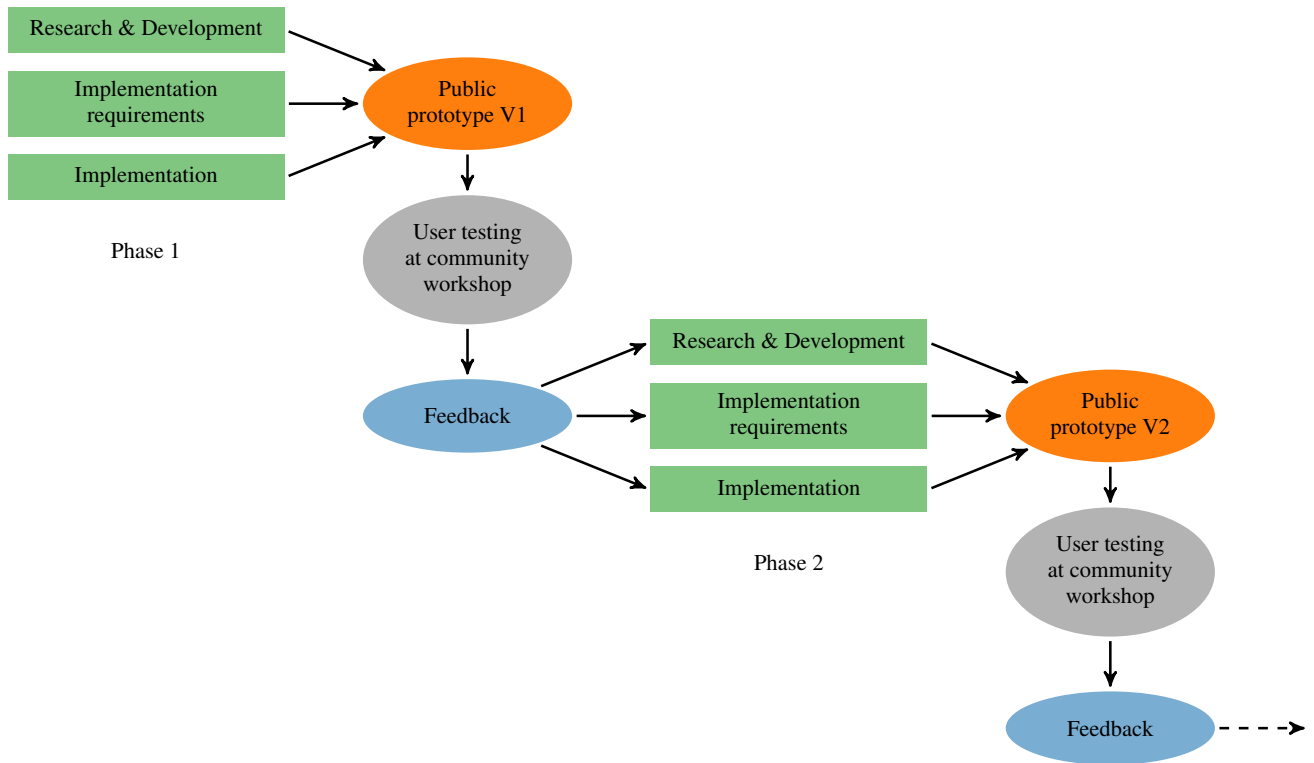 Research & Development
Implementation
requirements
Implementation
Phase 1
Public
prototype V1
User testing
at community
workshop
Feedback
Research & Development
Implementation
requirements
Implementation
Phase 2
Public
prototype V2
User testing
at community
workshop
Feedback